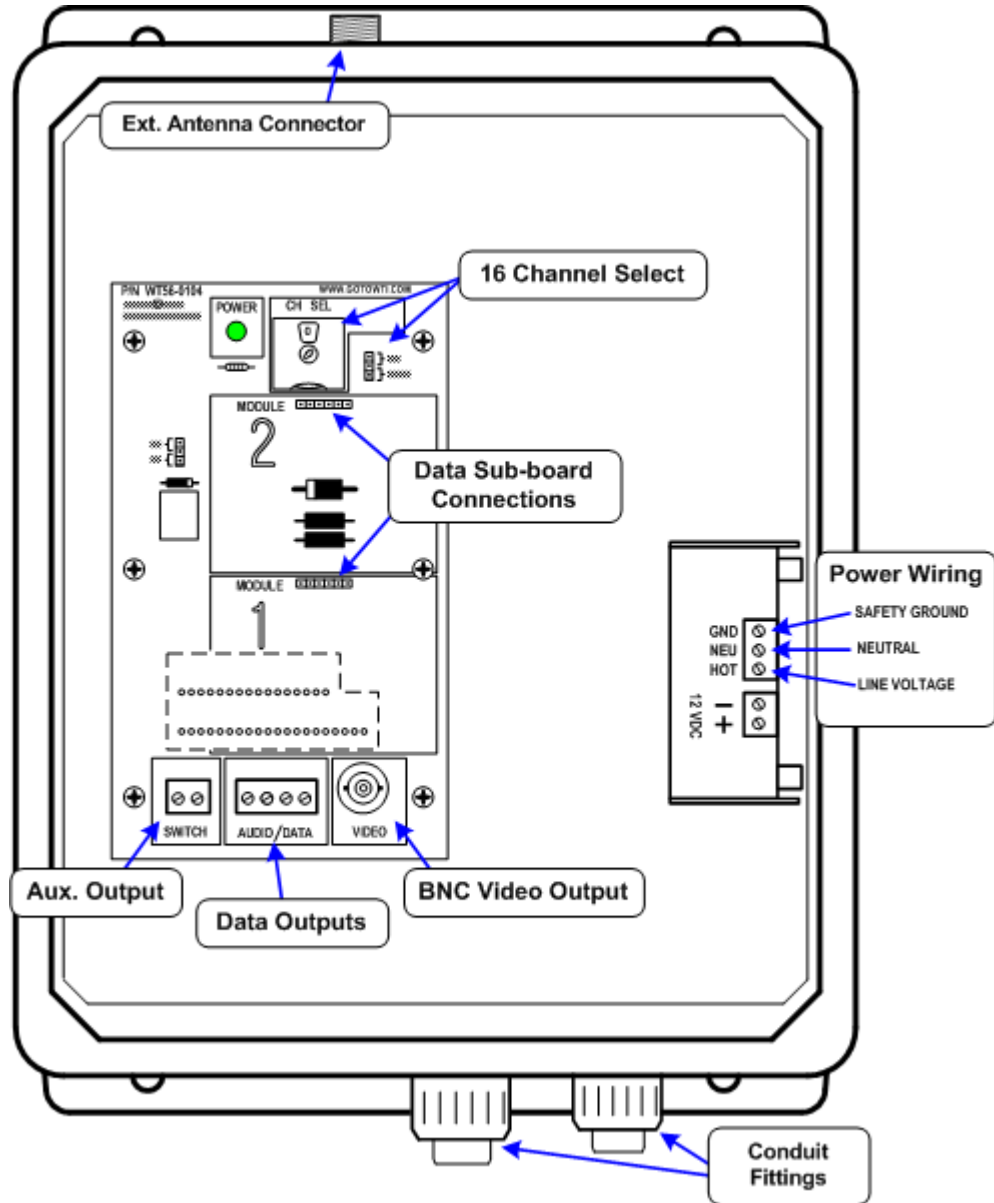 Ext. Antenna Connector
16 Channel Select
P/N WT56-0104
WWW.GOTOWTI.COM
POWER
CH SEL
0
MODULE
2
Data Sub-board
Connections
MODULE
1
Power Wiring
SAFETY GROUND
NEUTRAL
LINE VOLTAGE
GND
NEU
HOT
12 VDC
- +
SWITCH
AUDIO/DATA
VIDEO
Aux. Output
Data Outputs
BNC Video Output
Conduit
Fittings